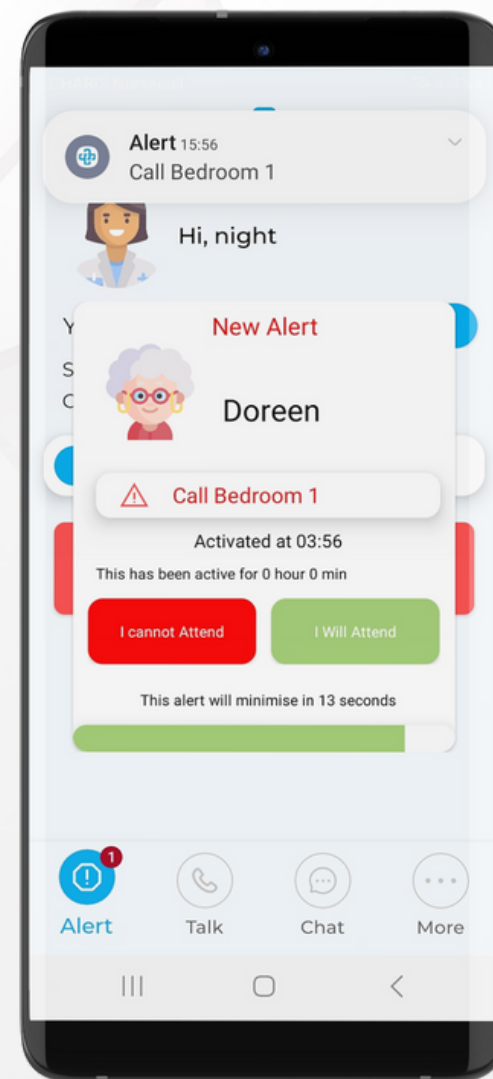 Alert 15:56
Call Bedroom 1
Hi, night
Y
New Alert
S
C
Doreen
Call Bedroom 1
Activated at 03:56
This has been active for 0 hour 0 min
I cannot Attend
I Will Attend
This alert will minimise in 13 seconds
1
Alert
Talk
Chat
More